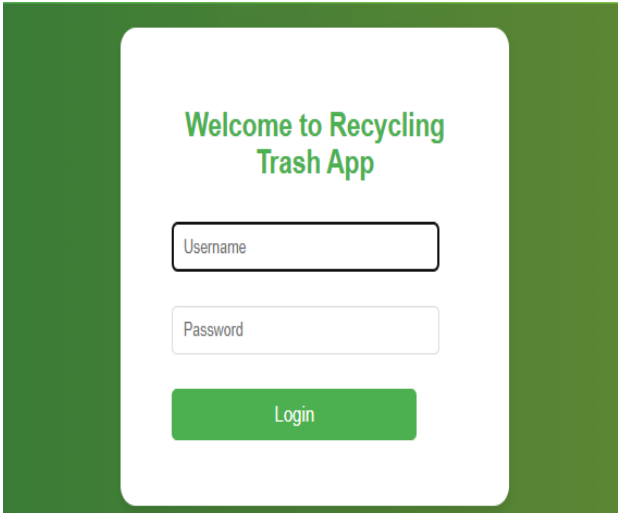 Welcome to Recycling
Trash App
Username
Password
Login